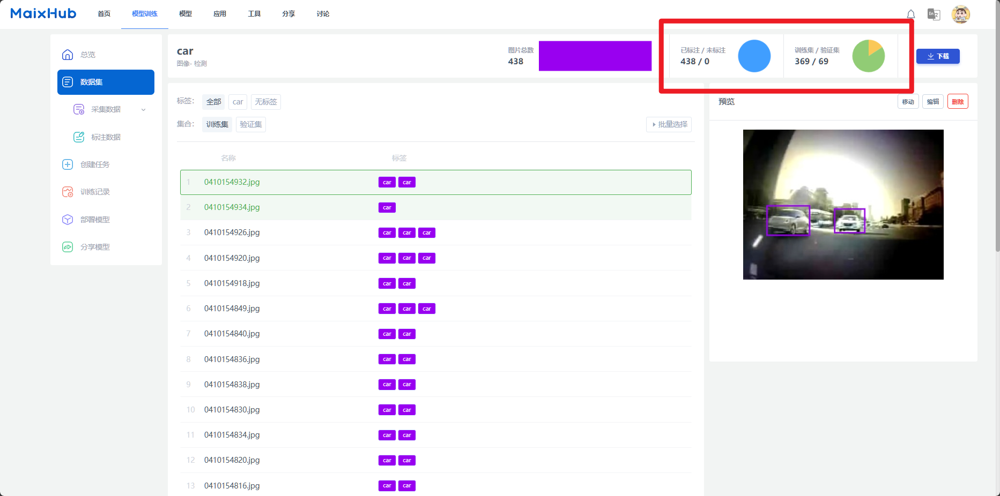 MaixHub 首页 模型训练 模型 应用 工具 分享 讨论
总览
数据集
采集数据
标注数据
创建任务
训练记录
部署模型
分享模型
car
图像- 检测
图片总数
438
已标注 / 未标注
438 / 0
训练集 / 验证集
369 / 69
下载
标签: 全部 car 无标签
集合: 训练集 验证集
批量选择
名称 标签
1 0410154932.jpg car car
2 0410154934.jpg car
3 0410154926.jpg car car car
4 0410154920.jpg car car car
5 0410154918.jpg car car
6 0410154849.jpg car car car
7 0410154840.jpg car car
8 0410154836.jpg car car
9 0410154838.jpg car car
10 0410154830.jpg car car
11 0410154834.jpg car car
12 0410154820.jpg car car
13 0410154816.jpg car car
预览 移动 编辑 删除